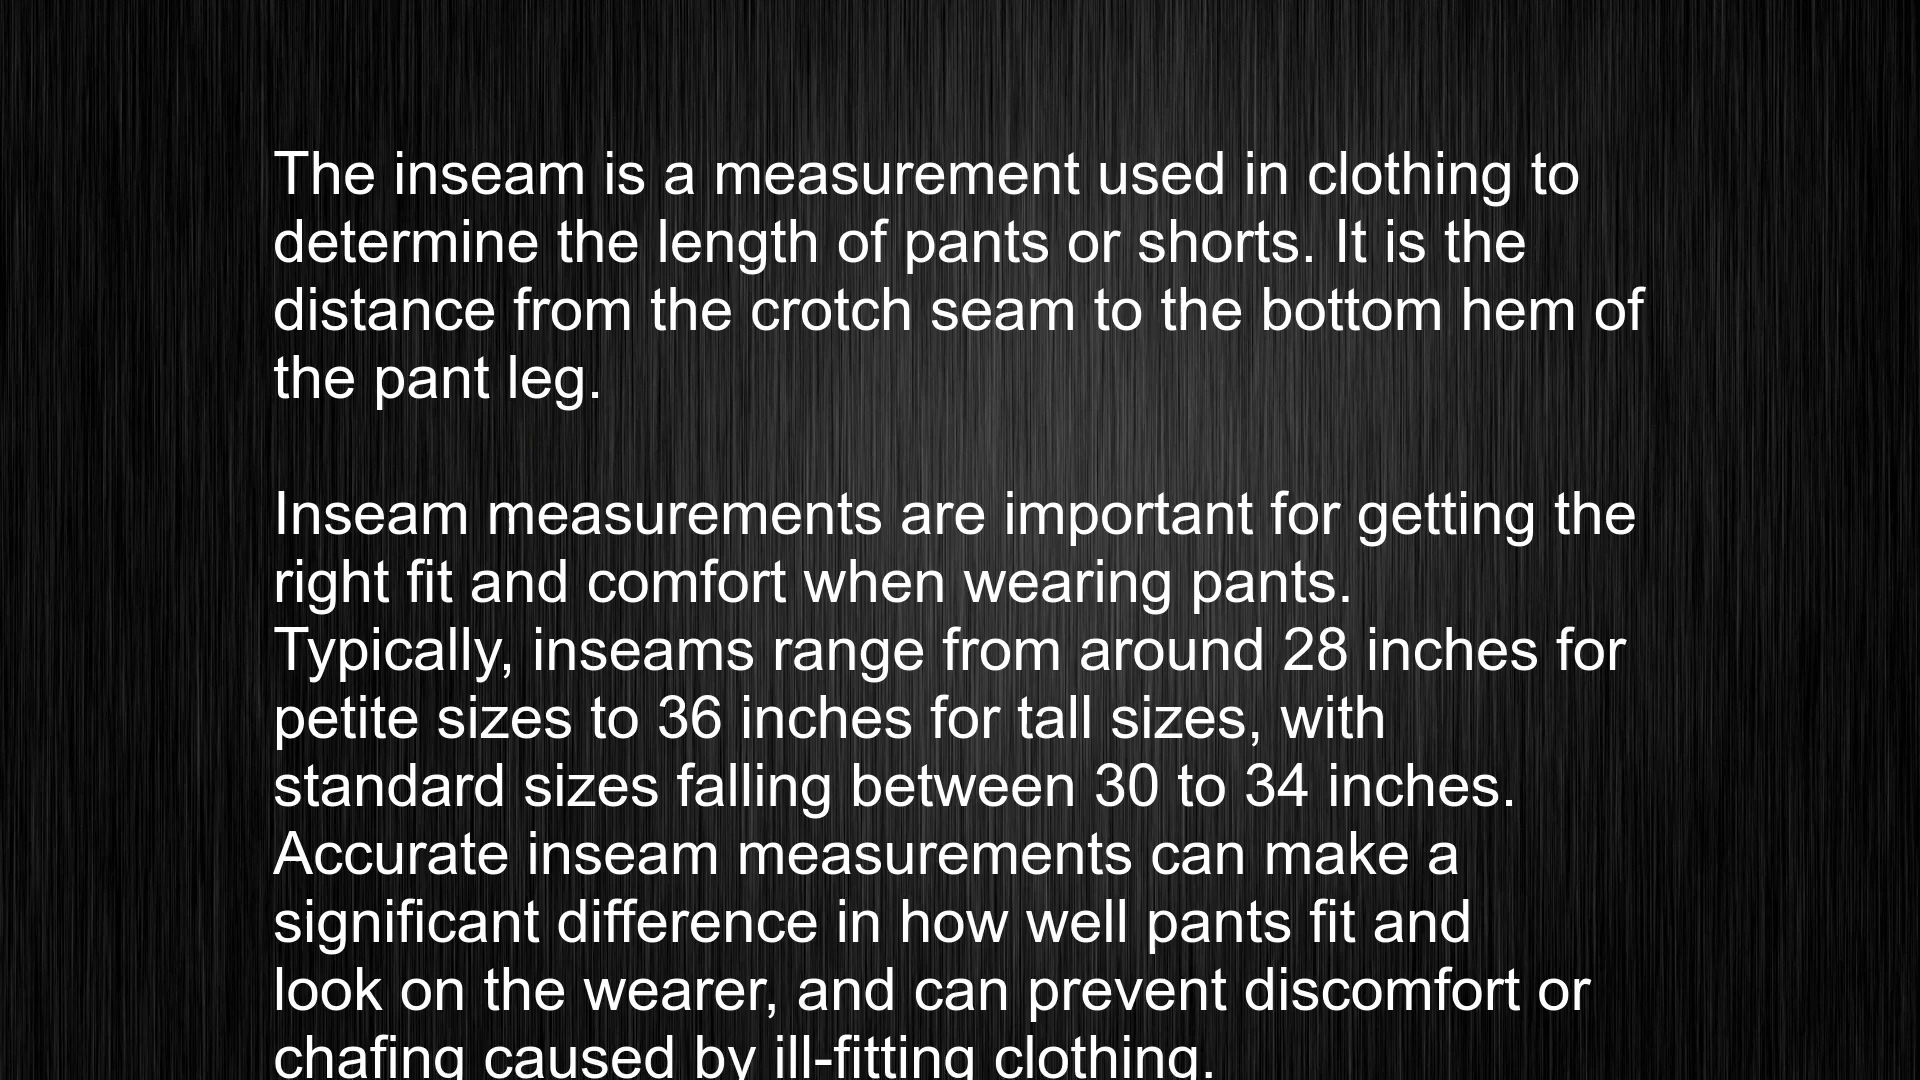 The inseam is a measurement used in clothing to
determine the length of pants or shorts. It is the
distance from the crotch seam to the bottom hem of
the pant leg.
Inseam measurements are important for getting the
right fit and comfort when wearing pants.
Typically, inseams range from around 28 inches for
petite sizes to 36 inches for tall sizes, with
standard sizes falling between 30 to 34 inches.
Accurate inseam measurements can make a
significant difference in how well pants fit and
look on the wearer, and can prevent discomfort or
chafing caused by ill-fitting clothing.